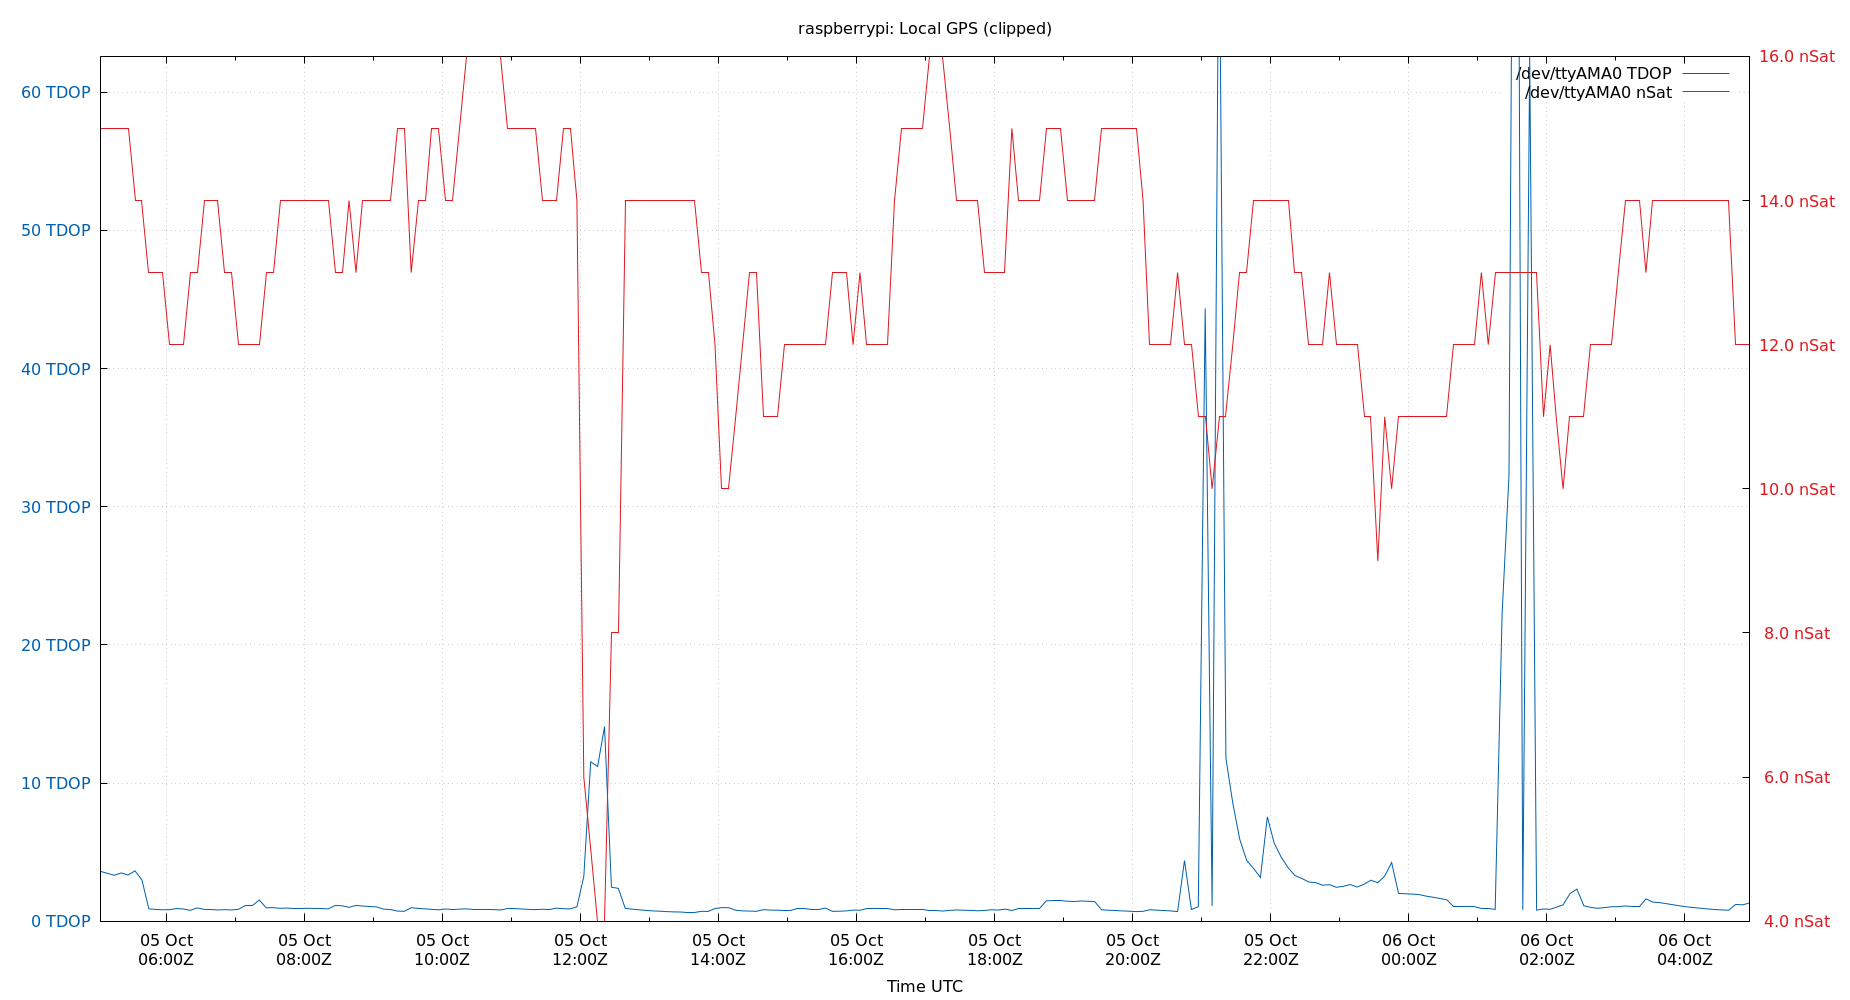 raspberrypi: Local GPS (clipped)
60 TDOP
50 TDOP
40 TDOP
30 TDOP
20 TDOP
10 TDOP
0 TDOP
/dev/ttyAMA0 TDOP
/dev/ttyAMA0 nSat
16.0 nSat
14.0 nSat
12.0 nSat
10.0 nSat
8.0 nSat
6.0 nSat
4.0 nSat
05 Oct 05 Oct 05 Oct 05 Oct 05 Oct 05 Oct 05 Oct 05 Oct 05 Oct 06 Oct 06 Oct 06 Oct
06:00Z 08:00Z 10:00Z 12:00Z 14:00Z 16:00Z 18:00Z 20:00Z 22:00Z 00:00Z 02:00Z 04:00Z
Time UTC